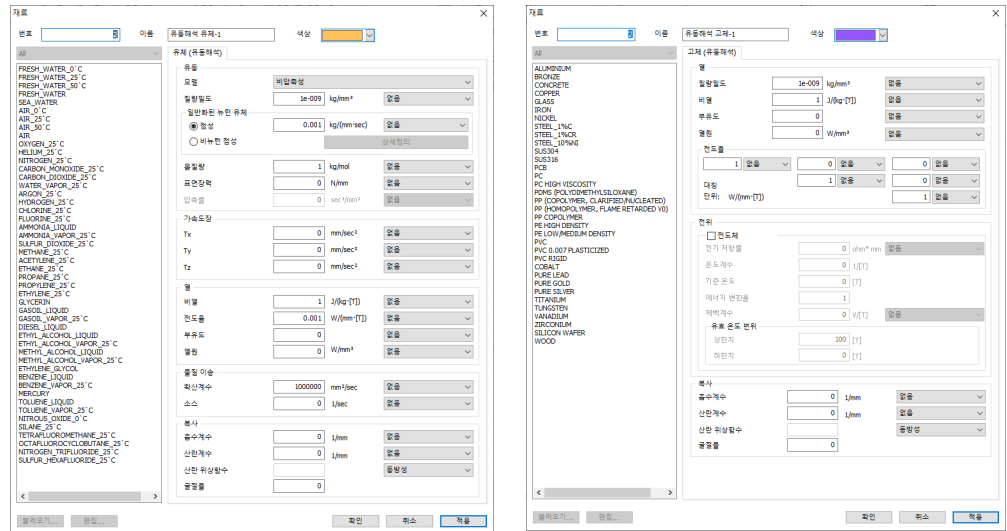 재료
번호 2 이름 유동해석 유체-1 색상
All
FRESH_WATER_0`C
FRESH_WATER_25`C
FRESH_WATER_50`C
FRESH_WATER
SEA_WATER
AIR_0`C
AIR_25`C
AIR_50`C
AIR
OXYGEN_25`C
HELIUM_25`C
NITROGEN_25`C
CARBON_MONOXIDE_25`C
CARBON_DIOXIDE_25`C
WATER_VAPOR_25`C
ARGON_25`C
HYDROGEN_25`C
CHLORINE_25`C
FLUORINE_25`C
AMMONIA_LIQUID
AMMONIA_VAPOR_25`C
SULFUR_DIOXIDE_25`C
METHANE_25`C
ACETYLENE_25`C
ETHANE_25`C
PROPANE_25`C
PROPYLENE_25`C
ETHYLENE_25`C
GLYCERIN
GASOIL_LIQUID
GASOIL_VAPOR_25`C
DIESEL_LIQUID
ETHYL_ALCOHOL_LIQUID
ETHYL_ALCOHOL_VAPOR_25`C
METHYL_ALCOHOL_LIQUID
METHYL_ALCOHOL_VAPOR_25`C
ETHYLENE_GLYCOL
BENZENE_LIQUID
BENZENE_VAPOR_25`C
MERCURY
TOLUENE_LIQUID
TOLUENE_VAPOR_25`C
NITROUS_OXIDE_0`C
SILANE_25`C
TETRAFLUOROMETHANE_25`C
OCTAFLUOROCYCLOBUTANE_25`C
NITROGEN_TRIFLUORIDE_25`C
SULFUR_HEXAFLUORIDE_25`C
유체 (유동해석)
유동
모델 비압축성
질량밀도 1e-009 kg/mm³ 없음
일반화된 뉴턴 유체
점성 0.001 kg/(mm·sec) 없음
비뉴턴 점성 상세정의
몰질량 1 kg/mol 없음
표면장력 0 N/mm 없음
압축률 0 sec²/mm² 없음
가속도장
Tx 0 mm/sec² 없음
Ty 0 mm/sec² 없음
Tz 0 mm/sec² 없음
열
비열 1 J/(kg·[T]) 없음
전도율 0.001 W/(mm·[T]) 없음
부유도 0 없음
열원 0 W/mm³ 없음
물질 이송
확산계수 1000000 mm²/sec 없음
소스 0 1/sec 없음
복사
흡수계수 0 1/mm 없음
산란계수 0 1/mm 없음
산란 위상함수 등방성
굴절률 0
불러오기... 편집... 확인 취소 적용
재료
번호 2 이름 유동해석 고체-1 색상
All
ALUMINIUM
BRONZE
CONCRETE
COPPER
GLASS
IRON
NICKEL
STEEL_1%C
STEEL_1%CR
STEEL_10%NI
SUS304
SUS316
PCB
PC
PC HIGH VISCOSITY
PDMS (POLYDIMETHYLSILOXANE)
PP (COPOLYMER, CLARIFIED/NUCLEATED)
PP (HOMOPOLYMER, FLAME RETARDED V0)
PP COPOLYMER
PE HIGH DENSITY
PE LOW/MEDIUM DENSITY
PVC
PVC 0.007 PLASTICIZED
PVC RIGID
COBALT
PURE LEAD
PURE GOLD
PURE SILVER
TITANIUM
TUNGSTEN
VANADIUM
ZIRCONIUM
SILICON WAFER
WOOD
고체 (유동해석)
열
질량밀도 1e-009 kg/mm³ 없음
비열 1 J/(kg·[T]) 없음
부유도 0 없음
열원 0 W/mm³ 없음
전도율
1 없음 0 없음 0 없음
대칭 1 없음 0 없음
단위: W/(mm·[T]) 1 없음
전위
전도체
전기 저항률 0 ohm* mm 없음
온도계수 0 1/[T]
기준 온도 0 [T]
에너지 변환율 1
제벡계수 0 V/[T] 없음
유효 온도 범위
상한치 100 [T]
하한치 0 [T]
복사
흡수계수 0 1/mm 없음
산란계수 0 1/mm 없음
산란 위상함수 등방성
굴절률 0
불러오기... 편집... 확인 취소 적용